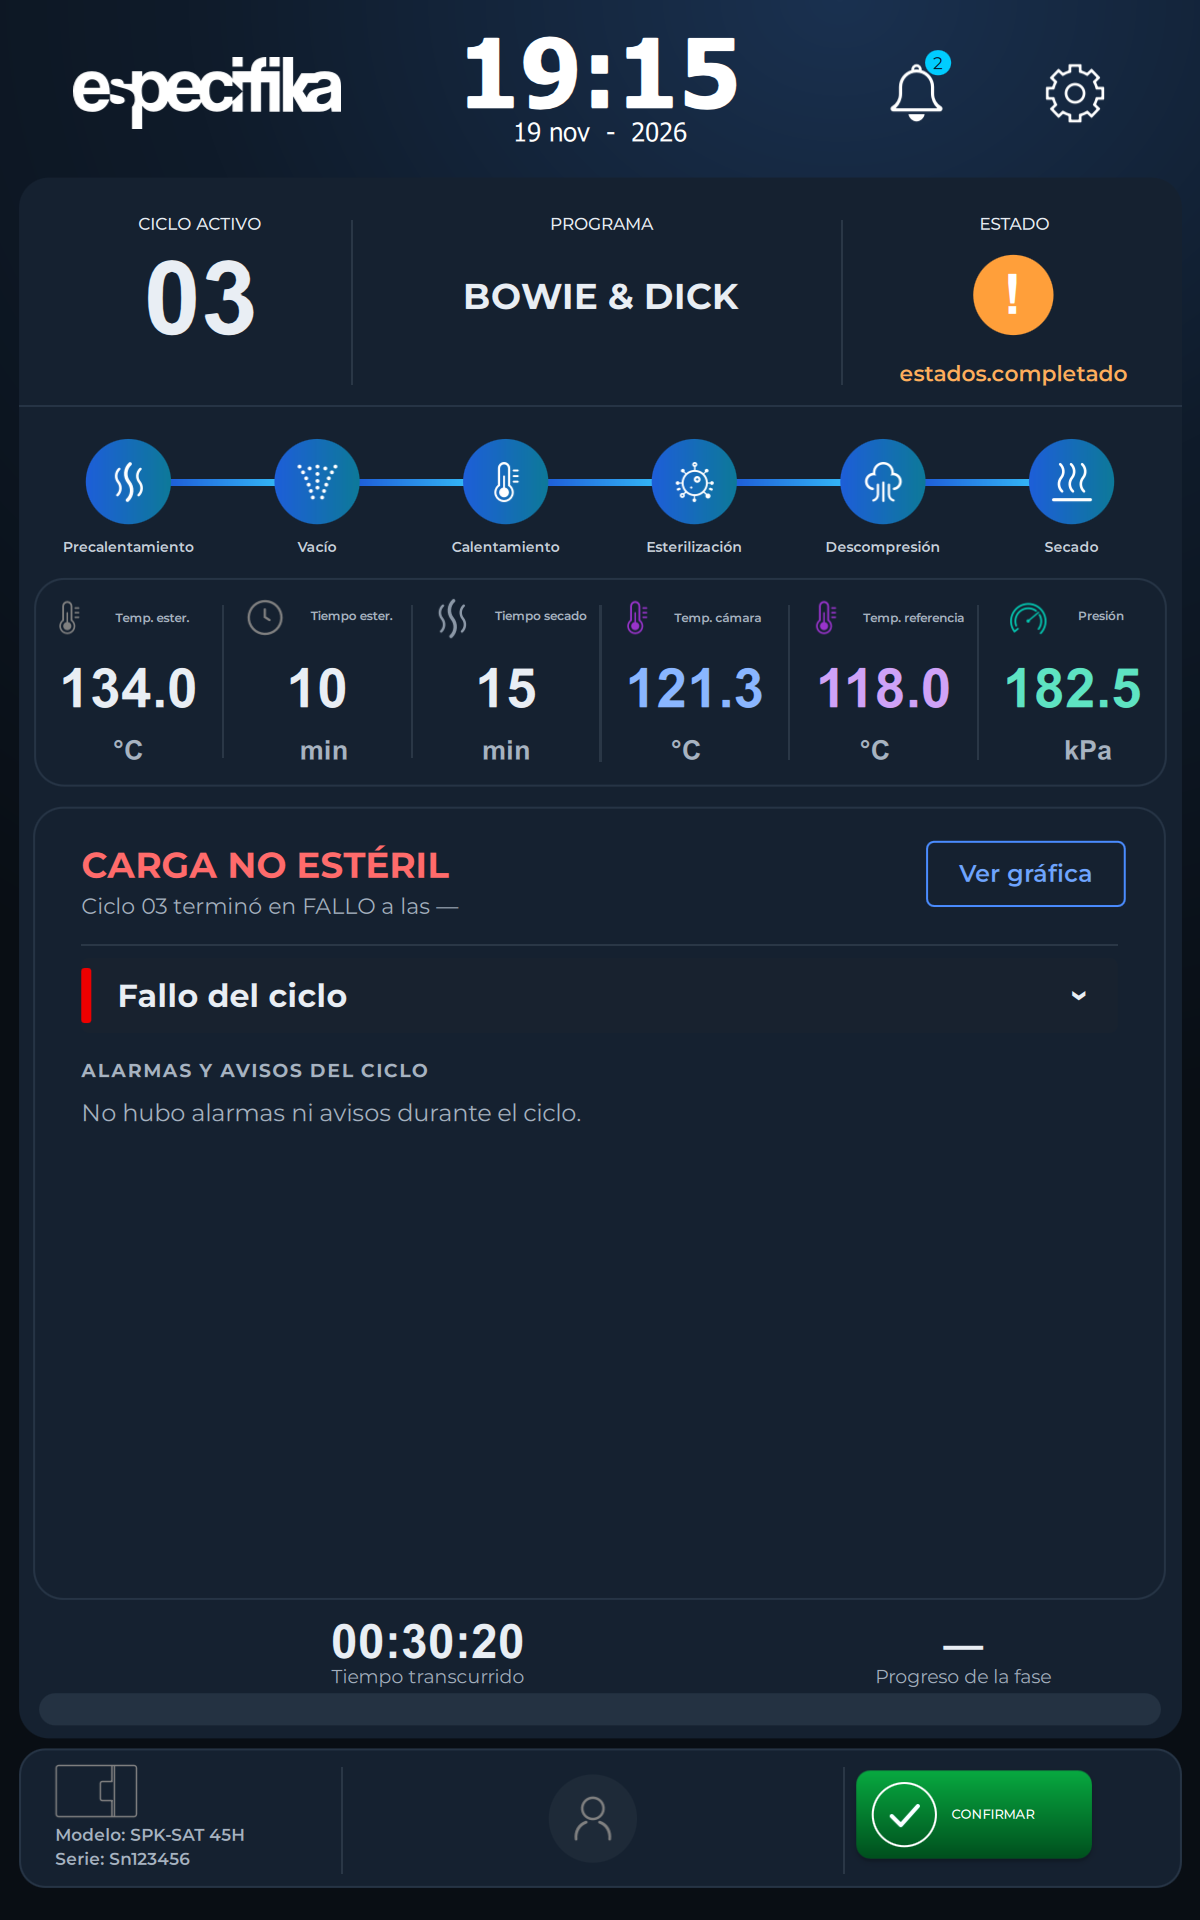 especifika
19:15
19 nov - 2026
2
CICLO ACTIVO
03
PROGRAMA
BOWIE & DICK
ESTADO
!
estados.completado
Precalentamiento
Vacío
Calentamiento
Esterilización
Descompresión
Secado
Temp. ester.
134.0
°C
Tiempo ester.
10
min
Tiempo secado
15
min
Temp. cámara
121.3
°C
Temp. referencia
118.0
°C
Presión
182.5
kPa
CARGA NO ESTÉRIL
Ciclo 03 terminó en FALLO a las —
Ver gráfica
Fallo del ciclo
ALARMAS Y AVISOS DEL CICLO
No hubo alarmas ni avisos durante el ciclo.
00:30:20
Tiempo transcurrido
—
Progreso de la fase
Modelo: SPK-SAT 45H
Serie: Sn123456
CONFIRMAR